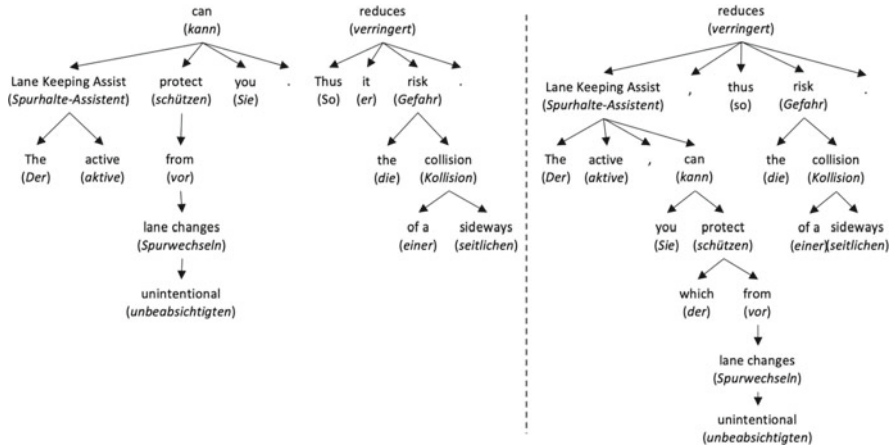 can reduces reduces
(kann) (verringert) (verringert)
Lane Keeping Assist protect you . Thus it risk . Lane Keeping Assist , thus risk .
(Spurhalte-Assistent) (schützen) (Sie) (So) (er) (Gefahr) (Spurhalte-Assistent) (so) (Gefahr)
The active from the collision The active , can the collision
(Der) (aktive) (vor) (die) (Kollision) (Der) (aktive) (kann) (die) (Kollision)
lane changes of a sideways you protect of a sideways
(Spurwechseln) (einer) (seitlichen) (Sie) (schützen) (einer)(seitlichen)
unintentional which from
(unbeabsichtigten) (der) (vor)
lane changes
(Spurwechseln)
unintentional
(unbeabsichtigten)